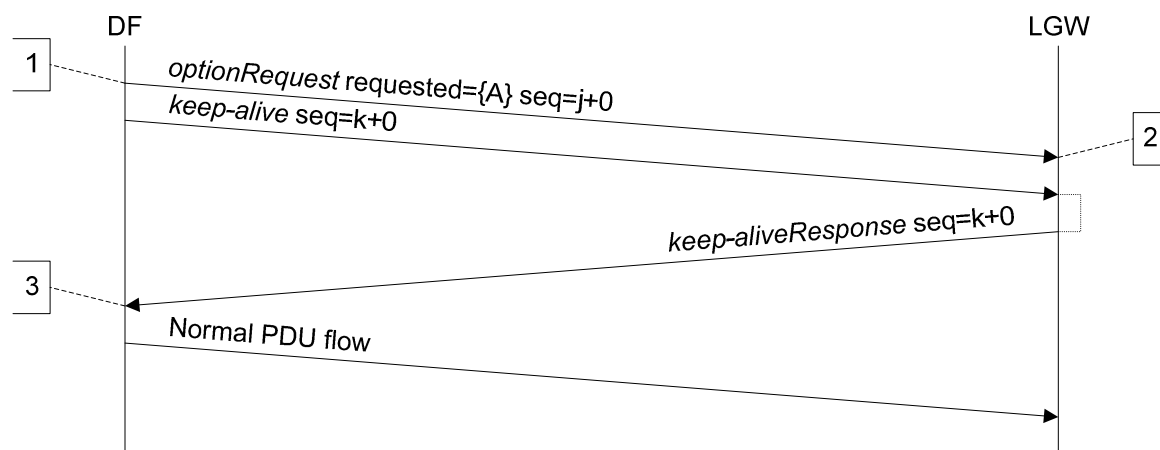 DF
LGW
1
optionRequest requested={A} seq=j+0
keep-alive seq=k+0
2
keep-aliveResponse seq=k+0
3
Normal PDU flow